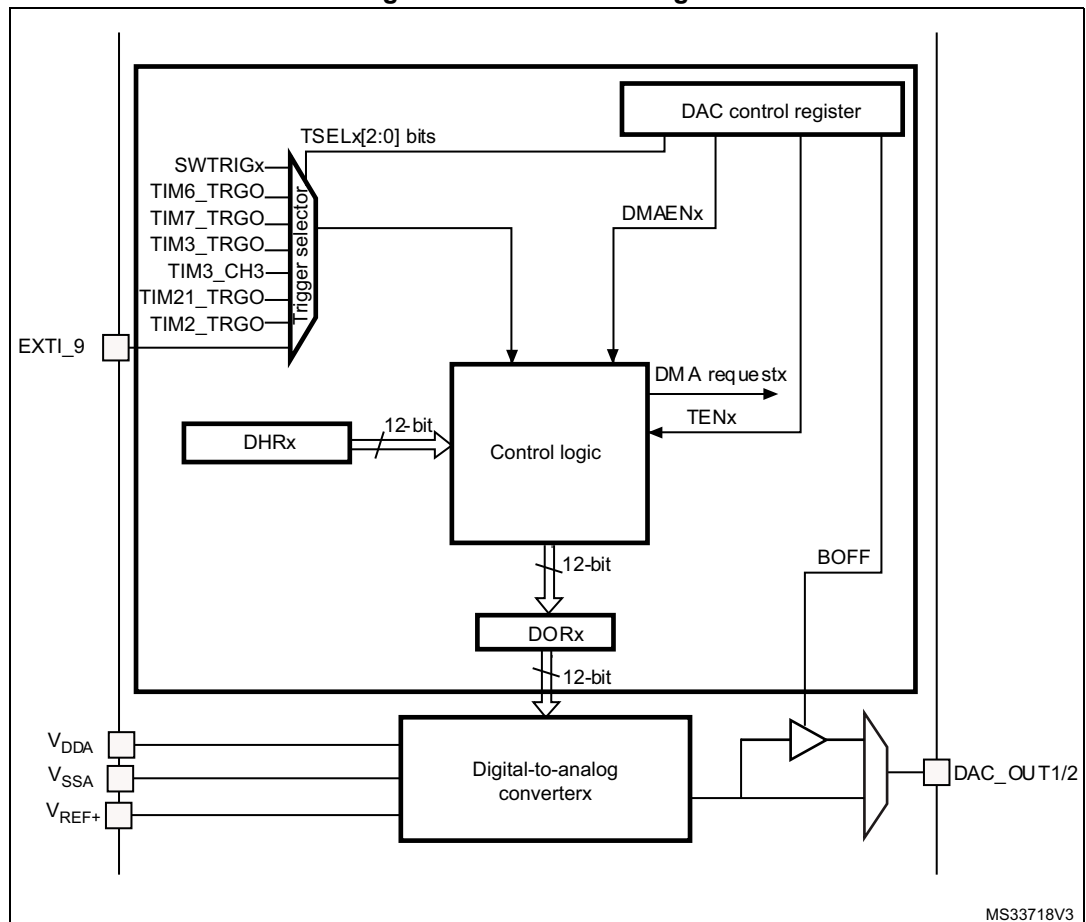 DAC control register
TSELx[2:0] bits
SWTRIGx
TIM6_TRGO
TIM7_TRGO
TIM3_TRGO
TIM3_CH3
TIM21_TRGO
TIM2_TRGO
Trigger selector
DMAENx
EXTI_9
DMA requestx
TENx
DHRx
12-bit
Control logic
12-bit
BOFF
DORx
12-bit
VDDA
VSSA
VREF+
Digital-to-analog
converterx
DAC_OUT1/2
MS33718V3